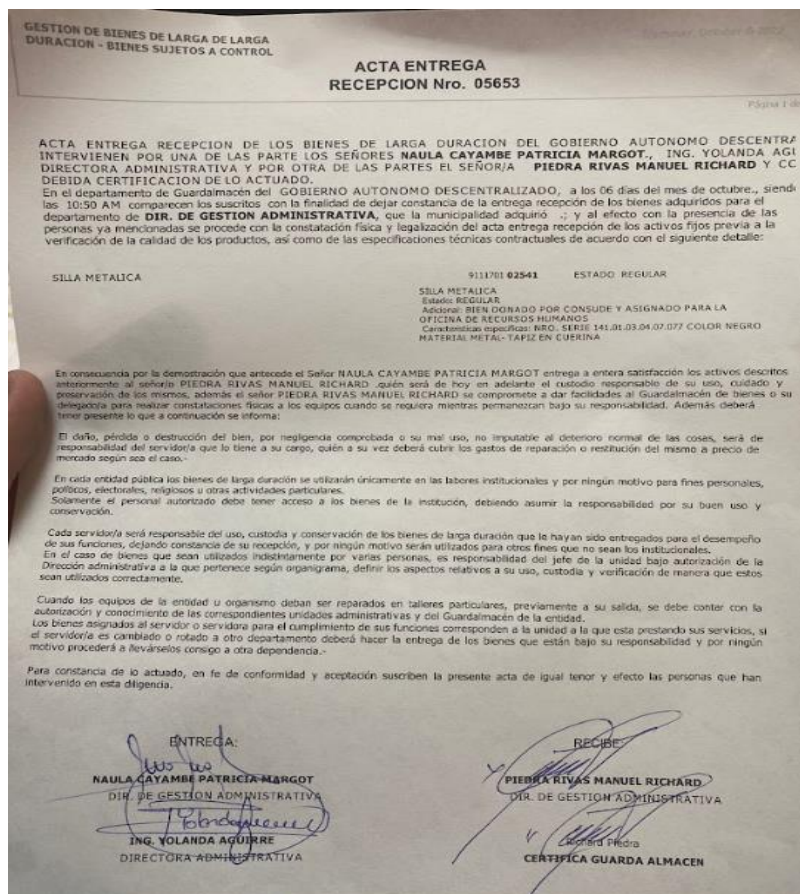 GESTION DE BIENES DE LARGA DE LARGA
DURACION - BIENES SUJETOS A CONTROL
ACTA ENTREGA
RECEPCION Nro. 05653
Página 1 de
ACTA ENTREGA RECEPCION DE LOS BIENES DE LARGA DURACION DEL GOBIERNO AUTONOMO DESCENTRA
INTERVIENEN POR UNA DE LAS PARTE LOS SEÑORES NAULA CAYAMBE PATRICIA MARGOT., ING. YOLANDA AGU
DIRECTORA ADMINISTRATIVA Y POR OTRA DE LAS PARTES EL SEÑOR/A PIEDRA RIVAS MANUEL RICHARD Y CC
DEBIDA CERTIFICACION DE LO ACTUADO.
En el departamento de Guardalmacén del GOBIERNO AUTONOMO DESCENTRALIZADO, a los 06 días del mes de octubre., siendo
las 10:50 AM comparecen los suscritos con la finalidad de dejar constancia de la entrega recepción de los bienes adquiridos para el
departamento de DIR. DE GESTION ADMINISTRATIVA, que la municipalidad adquirió .; y al efecto con la presencia de las
personas ya mencionadas se procede con la constatación física y legalización del acta entrega recepción de los activos fijos previa a la
verificación de la calidad de los productos, así como de las especificaciones técnicas contractuales de acuerdo con el siguiente detalle:
SILLA METALICA 9111701 02541 ESTADO REGULAR
SILLA METALICA
Estado: REGULAR
Adicional: BIEN DONADO POR CONSUDE Y ASIGNADO PARA LA
OFICINA DE RECURSOS HUMANOS
Características específicas: NRO. SERIE 141.01.03.04.07.077 COLOR NEGRO
MATERIAL METAL- TAPIZ EN CUERINA
En consecuencia por la demostración que antecede el Señor NAULA CAYAMBE PATRICIA MARGOT entrega a entera satisfacción los activos descritos
anteriormente al señor/a PIEDRA RIVAS MANUEL RICHARD .quién será de hoy en adelante el custodio responsable de su uso, cuidado y
preservación de los mismos, además el señor PIEDRA RIVAS MANUEL RICHARD se compromete a dar facilidades al Guardalmacén de bienes o su
delegado/a para realizar constataciones físicas a los equipos cuando se requiera mientras permanezcan bajo su responsabilidad. Además deberá
tener presente lo que a continuación se informa:
El daño, pérdida o destrucción del bien, por negligencia comprobada o su mal uso, no imputable al deterioro normal de las cosas, será de
responsabilidad del servidor/a que lo tiene a su cargo, quién a su vez deberá cubrir los gastos de reparación o restitución del mismo a precio de
mercado según sea el caso.-
En cada entidad pública los bienes de larga duración se utilizarán únicamente en las labores institucionales y por ningún motivo para fines personales,
políticos, electorales, religiosos u otras actividades particulares.
Solamente el personal autorizado debe tener acceso a los bienes de la institución, debiendo asumir la responsabilidad por su buen uso y
conservación.
Cada servidor/a será responsable del uso, custodia y conservación de los bienes de larga duración que le hayan sido entregados para el desempeño
de sus funciones, dejando constancia de su recepción, y por ningún motivo serán utilizados para otros fines que no sean los institucionales.
En el caso de bienes que sean utilizados indistintamente por varias personas, es responsabilidad del jefe de la unidad bajo autorización de la
Dirección administrativa a la que pertenece según organigrama, definir los aspectos relativos a su uso, custodia y verificación de manera que estos
sean utilizados correctamente.
Cuando los equipos de la entidad u organismo deban ser reparados en talleres particulares, previamente a su salida, se debe contar con la
autorización y conocimiento de las correspondientes unidades administrativas y del Guardalmacén de la entidad.
Los bienes asignados al servidor o servidora para el cumplimiento de sus funciones corresponden a la unidad a la que esta prestando sus servicios, si
el servidor/a es cambiado o rotado a otro departamento deberá hacer la entrega de los bienes que están bajo su responsabilidad y por ningún
motivo procederá a llevárselos consigo a otra dependencia.-
Para constancia de lo actuado, en fe de conformidad y aceptación suscriben la presente acta de igual tenor y efecto las personas que han
intervenido en esta diligencia.
ENTREGA: RECIBE
NAULA CAYAMBE PATRICIA MARGOT PIEDRA RIVAS MANUEL RICHARD
DIR. DE GESTION ADMINISTRATIVA DIR. DE GESTION ADMINISTRATIVA
ING. YOLANDA AGUIRRE Richard Piedra
DIRECTORA ADMINISTRATIVA CERTIFICA GUARDA ALMACEN